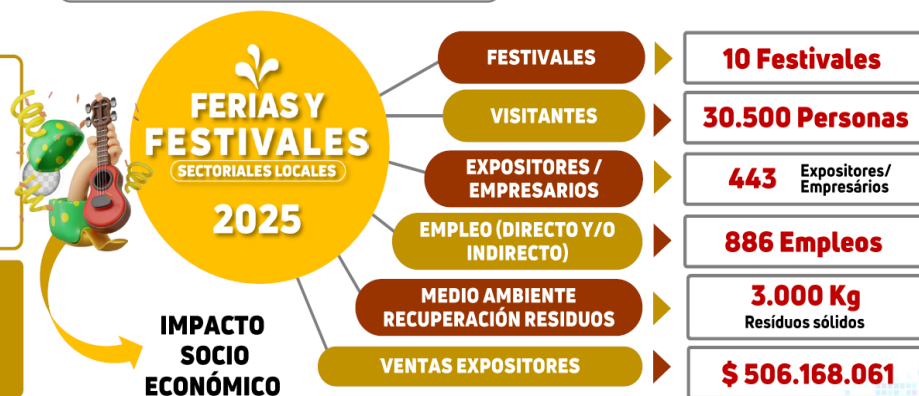 FERIAS Y
FESTIVALES
SECTORIALES LOCALES
2025
IMPACTO
SOCIO
ECONÓMICO
FESTIVALES
10 Festivales
VISITANTES
30.500 Personas
EXPOSITORES /
EMPRESARIOS
443 Expositores/
Empresários
EMPLEO (DIRECTO Y/O
INDIRECTO)
886 Empleos
MEDIO AMBIENTE
RECUPERACIÓN RESIDUOS
3.000 Kg
Resíduos sólidos
VENTAS EXPOSITORES
$ 506.168.061